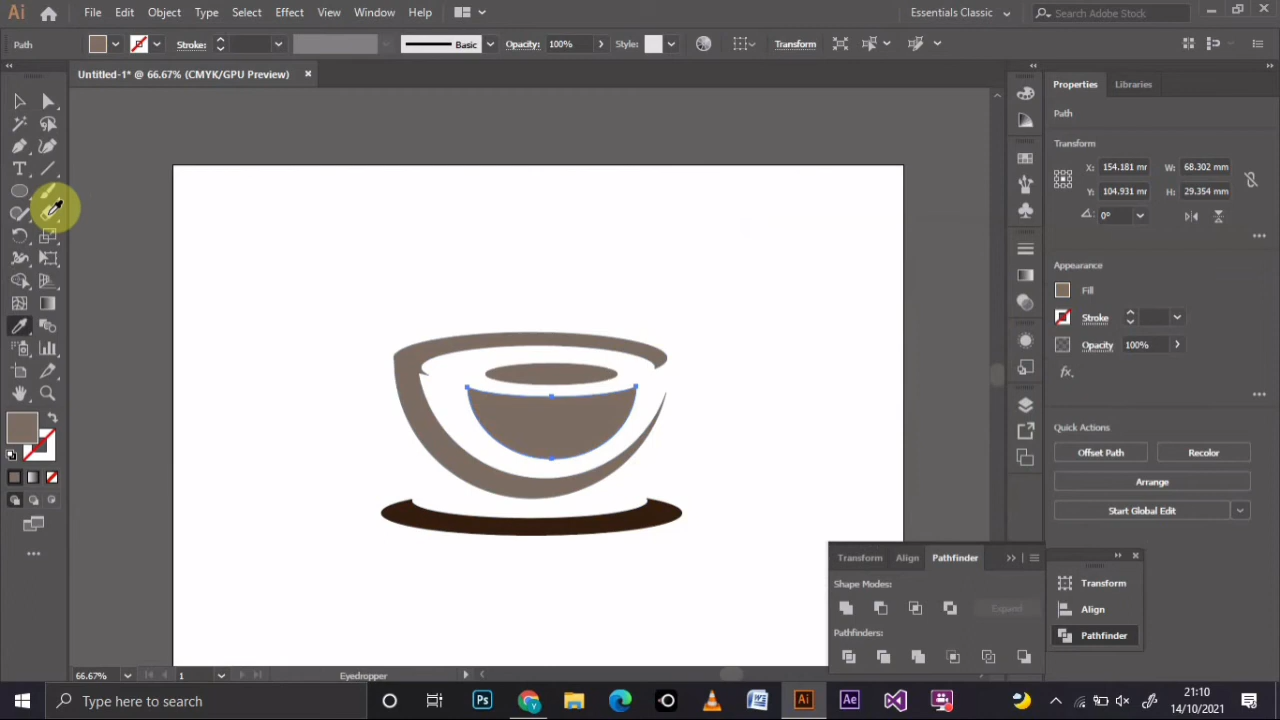 Ai File Edit Object Type Select Effect View Window Help Essentials Classic Search Adobe Stock
Path Stroke: Basic Opacity: 100% Style: Transform
Untitled-1* @ 66.67% (CMYK/GPU Preview)
Properties Libraries
Path
Transform
X: 154.181 mr W: 68.302 mm
Y: 104.931 mr H: 29.354 mm
0°
Appearance
Fill
Stroke
Opacity 100%
fx
Quick Actions
Offset Path Recolor
Arrange
Start Global Edit
Transform Align Pathfinder
Shape Modes:
Expand
Pathfinders:
Transform
Align
Pathfinder
66.67% 1 Eyedropper
Type here to search
Ps W Ai Ae
21:10
14/10/2021